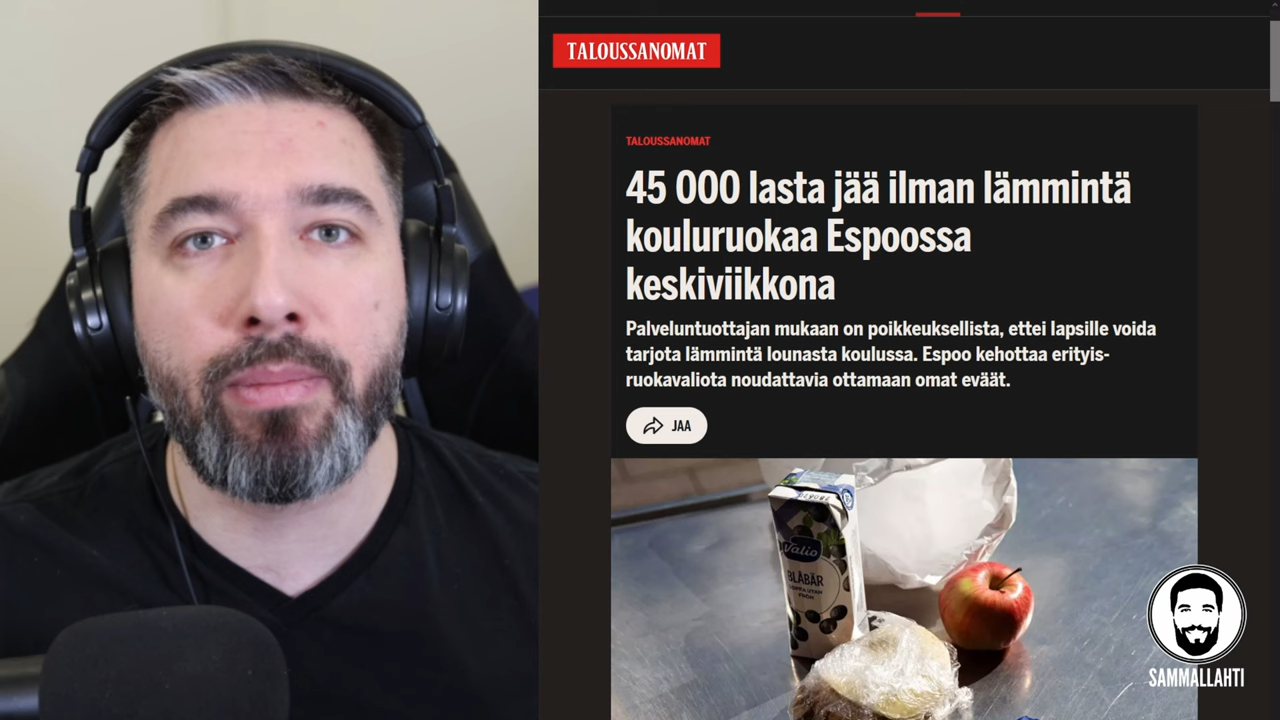 TALOUSSANOMAT
TALOUSSANOMAT
45 000 lasta jää ilman lämmintä
kouluruokaa Espoossa
keskiviikkona
Palveluntuottajan mukaan on poikkeuksellista, ettei lapsille voida
tarjota lämmintä lounasta koulussa. Espoo kehottaa erityis-
ruokavaliota noudattavia ottamaan omat eväät.
JAA
Valio
BLÅBÄR
SAMMALLAHTI